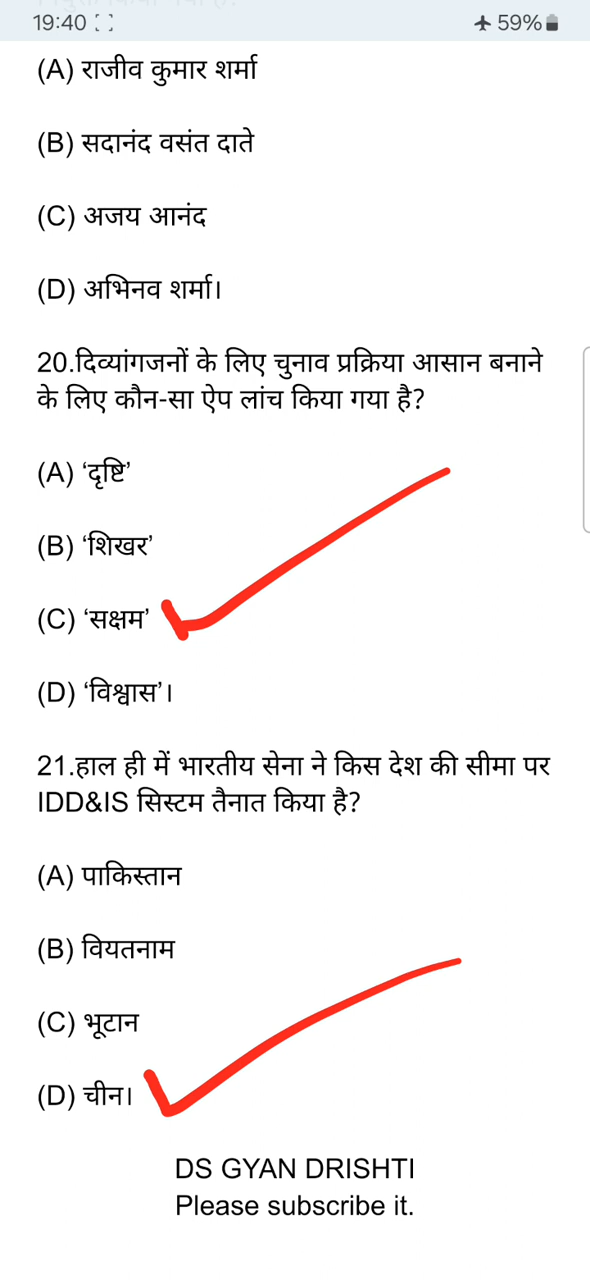 19:40
59%
(A) राजीव कुमार शर्मा
(B) सदानंद वसंत दाते
(C) अजय आनंद
(D) अभिनव शर्मा।
20.दिव्यांगजनों के लिए चुनाव प्रक्रिया आसान बनाने
के लिए कौन-सा ऐप लांच किया गया है?
(A) ‘दृष्टि’
(B) ‘शिखर’
(C) ‘सक्षम’
(D) ‘विश्वास’।
21.हाल ही में भारतीय सेना ने किस देश की सीमा पर
IDD&IS सिस्टम तैनात किया है?
(A) पाकिस्तान
(B) वियतनाम
(C) भूटान
(D) चीन।
DS GYAN DRISHTI
Please subscribe it.